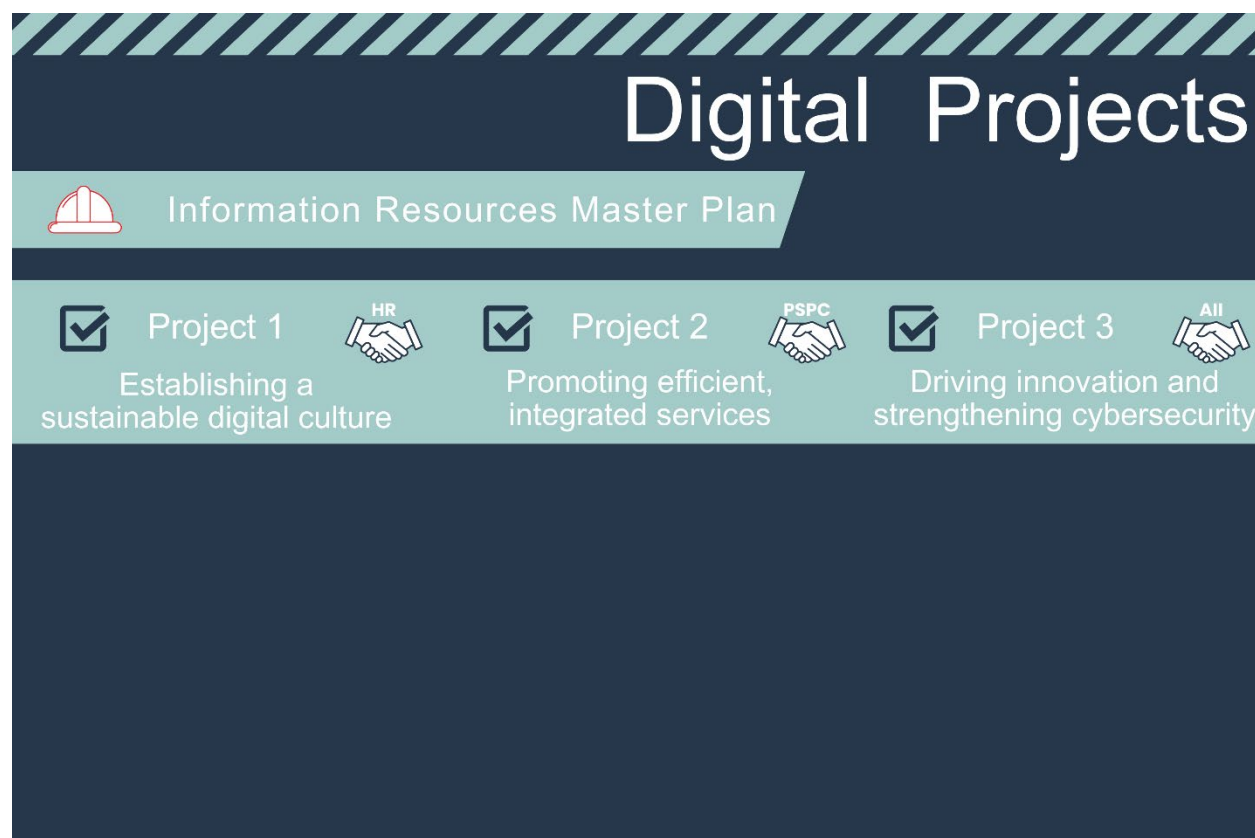 Digital Projects
Information Resources Master Plan
Project 1
HR
Establishing a
sustainable digital culture
Project 2
PSPC
Promoting efficient,
integrated services
Project 3
All
Driving innovation and
strengthening cybersecurity